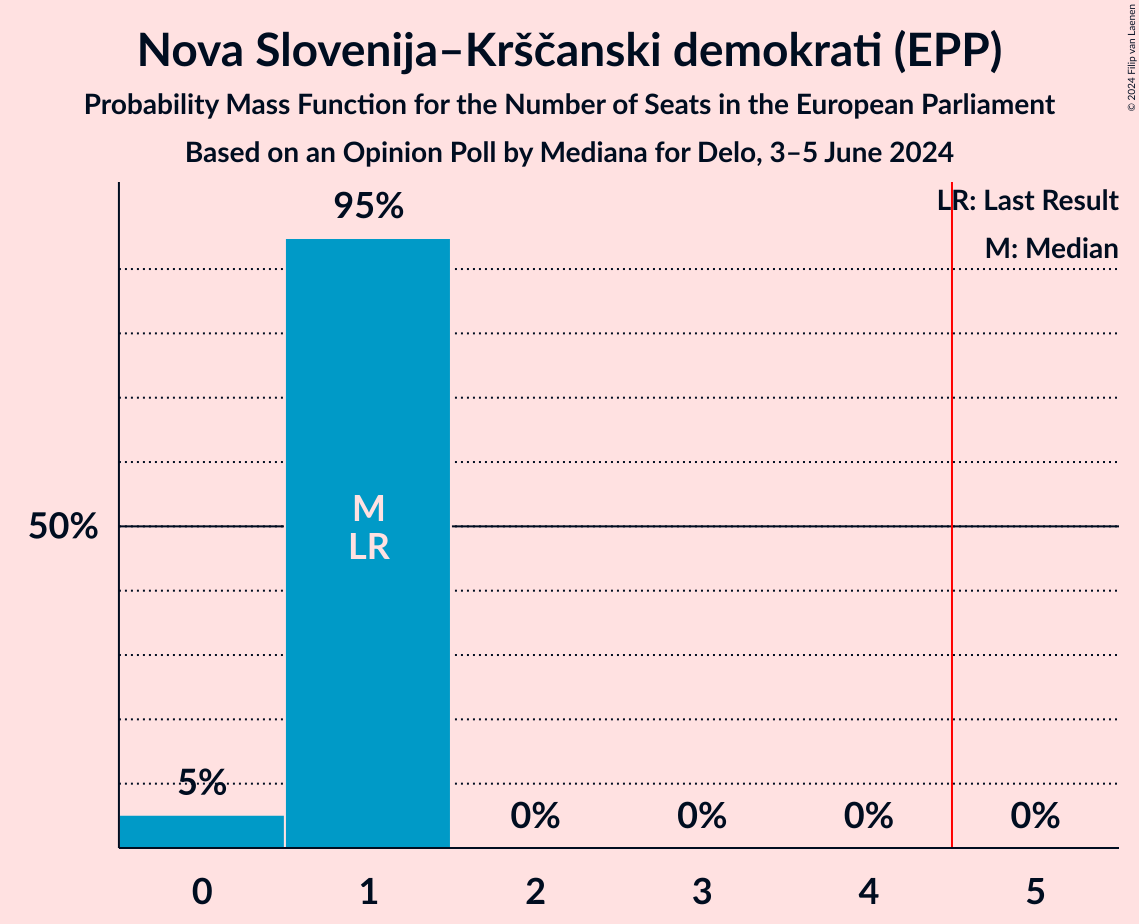 Nova Slovenija–Krščanski demokrati (EPP)
Probability Mass Function for the Number of Seats in the European Parliament
Based on an Opinion Poll by Mediana for Delo, 3–5 June 2024
© 2024 Filip van Laenen
LR: Last Result
M: Median
95%
50%
M
LR
5%
0%
0%
0%
0%
0
1
2
3
4
5